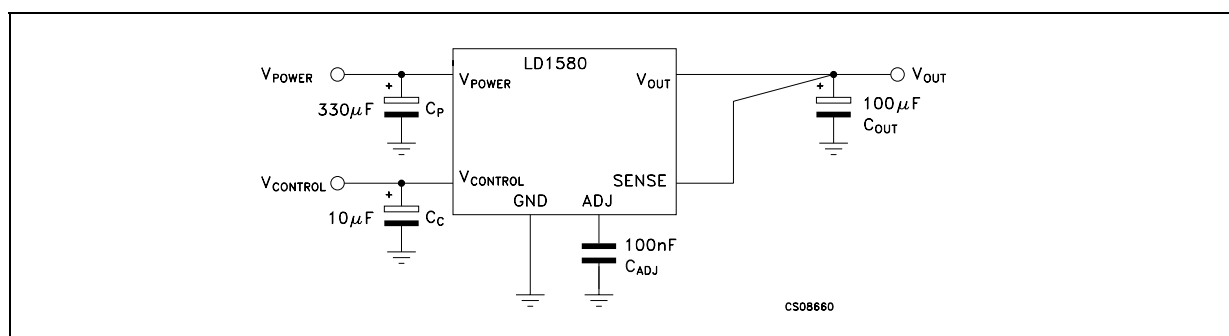 LD1580
V_POWER
+
V_POWER
V_OUT
V_OUT
330μF
C_P
+
100μF
C_OUT
V_CONTROL
+
V_CONTROL
SENSE
10μF
C_C
GND
ADJ
100nF
C_ADJ
CS08660